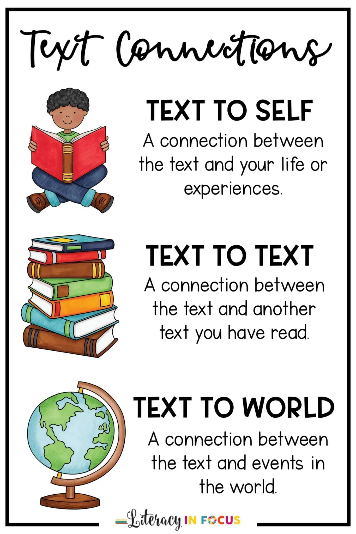 Text Connections
TEXT TO SELF
A connection between
the text and your life or
experiences.
TEXT TO TEXT
A connection between
the text and another
text you have read.
TEXT TO WORLD
A connection between
the text and events in
the world.
Literacy IN FOCUS